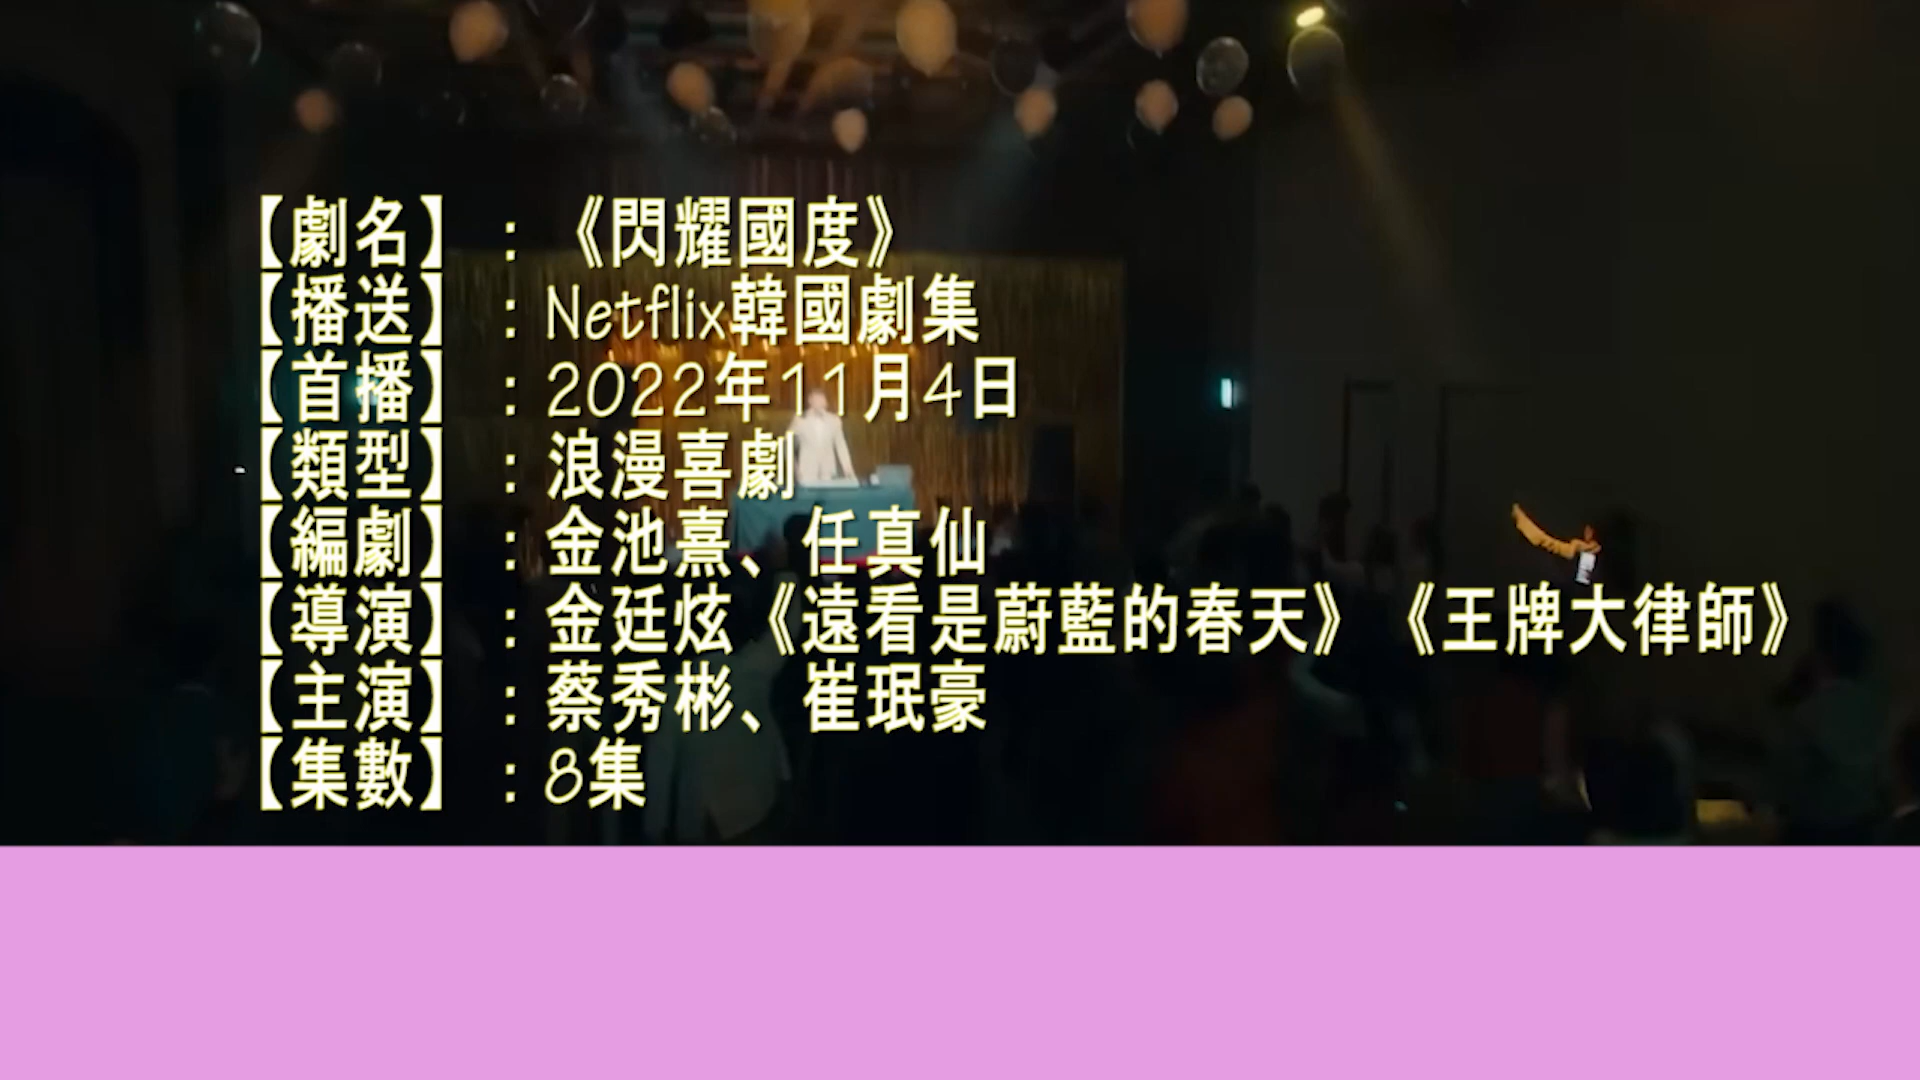 【劇名】 : 《閃耀國度》
【播送】 : Netflix韓國劇集
【首播】 : 2022年11月4日
【類型】 : 浪漫喜劇
【編劇】 : 金池熹、任真仙
【導演】 : 金廷炫《遠看是蔚藍的春天》《王牌大律師》
【主演】 : 蔡秀彬、崔珉豪
【集數】 : 8集